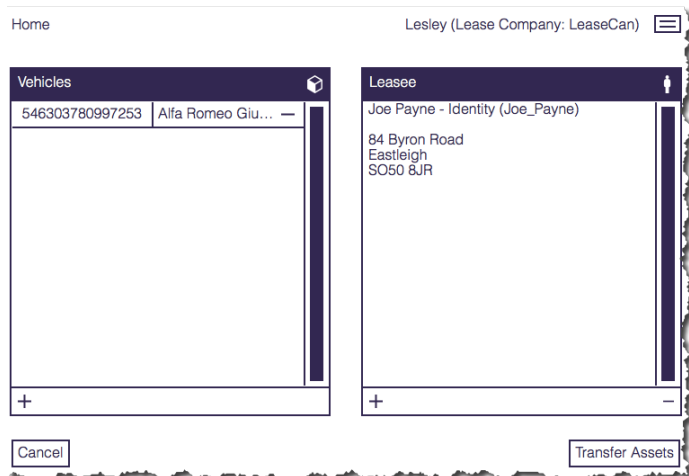 Home
Lesley (Lease Company: LeaseCan)
Vehicles
546303780997253 Alfa Romeo Giu... —
+
Leasee
Joe Payne - Identity (Joe_Payne)
84 Byron Road
Eastleigh
SO50 8JR
+ −
Cancel
Transfer Assets